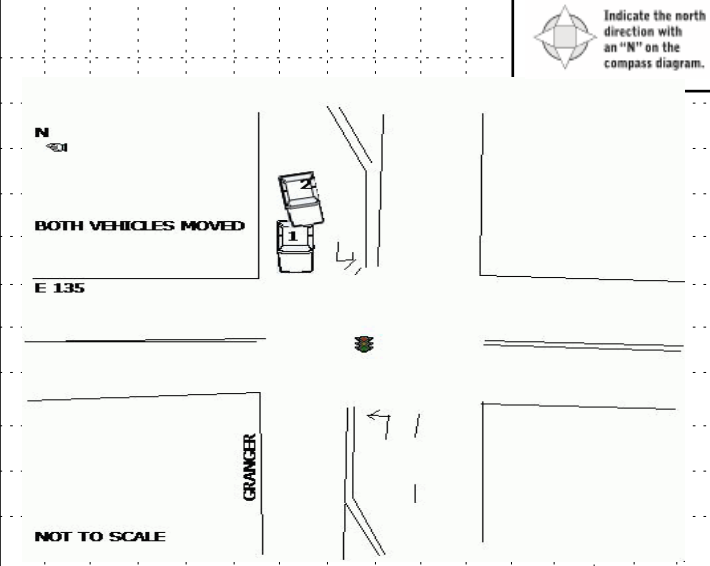 Indicate the north
direction with
an "N" on the
compass diagram.
N
2
BOTH VEHICLES MOVED
1
E 135
GRANGER
NOT TO SCALE